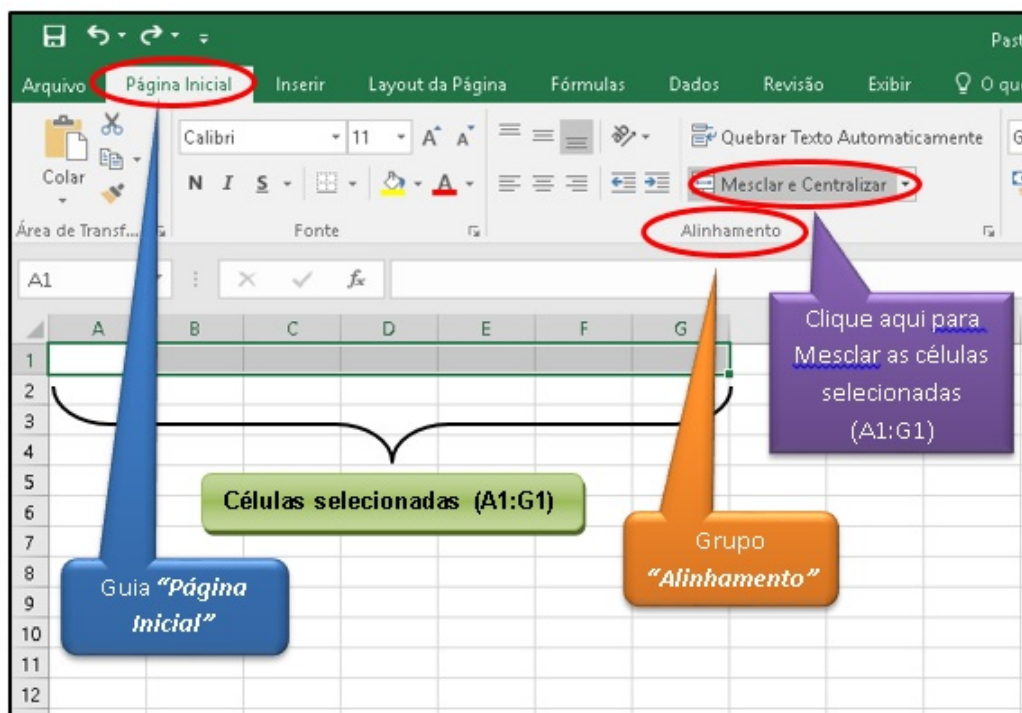 Past
Arquivo Página Inicial Inserir Layout da Página Fórmulas Dados Revisão Exibir O que
Calibri 11 A A Quebrar Texto Automaticamente G
Colar N I S A Mesclar e Centralizar
Área de Transf... Fonte Alinhamento
A1 fx
A B C D E F G
1
2
3
4
5
6
7
8
9
10
11
12
Clique aqui para
Mesclar as células
selecionadas
(A1:G1)
Células selecionadas (A1:G1)
Grupo
"Alinhamento"
Guia "Página
Inicial"